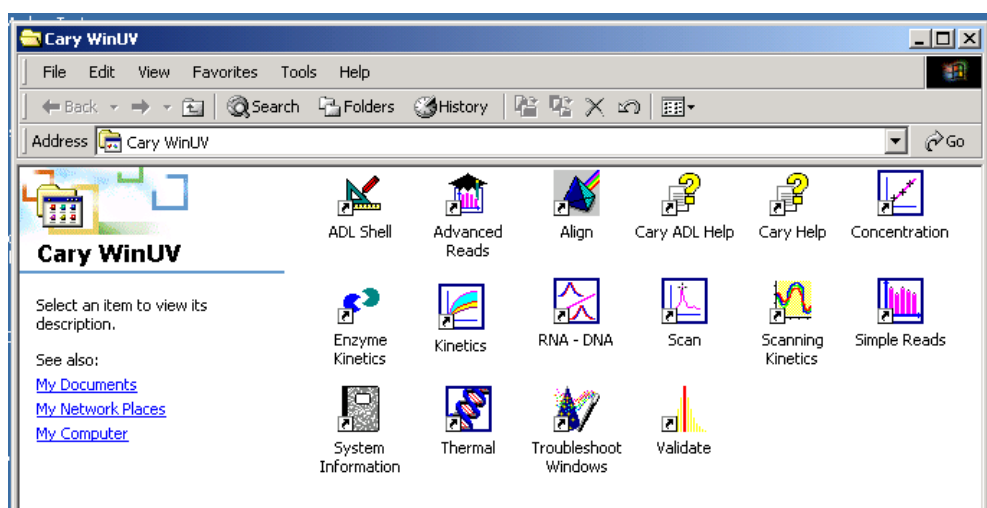 Cary WinUV
File Edit View Favorites Tools Help
Back Search Folders History
Address Cary WinUV Go
Cary WinUV
Select an item to view its
description.
See also:
My Documents
My Network Places
My Computer
ADL Shell
Advanced
Reads
Align
Cary ADL Help
Cary Help
Concentration
Enzyme
Kinetics
Kinetics
RNA - DNA
Scan
Scanning
Kinetics
Simple Reads
System
Information
Thermal
Troubleshoot
Windows
Validate